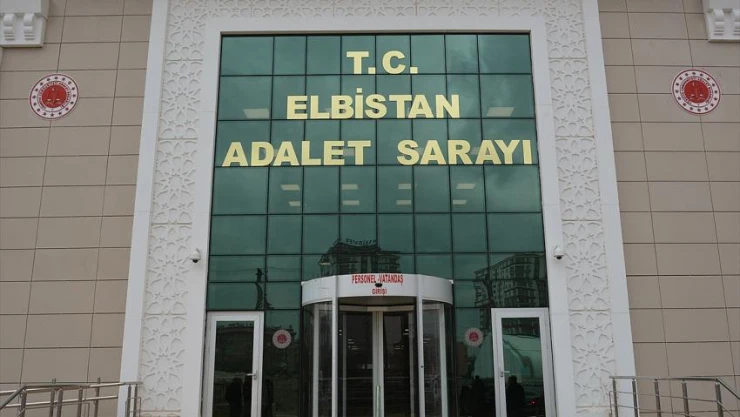 T.C.
ELBİSTAN
ADALET SARAYI
PERSONEL-VATANDAŞ
GİRİŞİ